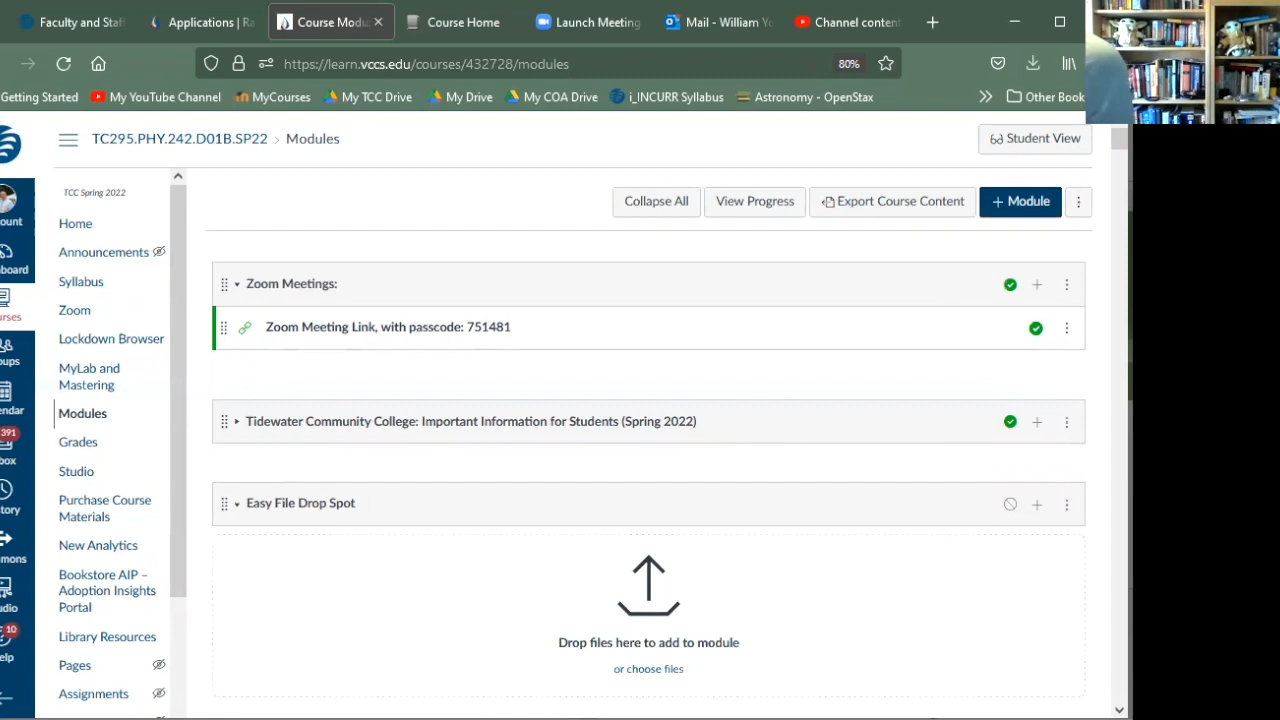 Faculty and Staff
Applications | Ra
Course Modu
Course Home
Launch Meeting
Mail - William Yo
Channel content
https://learn.vccs.edu/courses/432728/modules
80%
Getting Started
My YouTube Channel
MyCourses
My TCC Drive
My Drive
My COA Drive
i_INCURR Syllabus
Astronomy - OpenStax
Other Book
TC295.PHY.242.D01B.SP22 › Modules
Student View
TCC Spring 2022
Home
Announcements
Syllabus
Zoom
Lockdown Browser
MyLab and
Mastering
Modules
Grades
Studio
Purchase Course
Materials
New Analytics
Bookstore AIP –
Adoption Insights
Portal
Library Resources
Pages
Assignments
ount
board
urses
oups
endar
391
box
story
mons
udio
10
elp
Collapse All
View Progress
Export Course Content
+ Module
Zoom Meetings:
Zoom Meeting Link, with passcode: 751481
Tidewater Community College: Important Information for Students (Spring 2022)
Easy File Drop Spot
Drop files here to add to module
or choose files